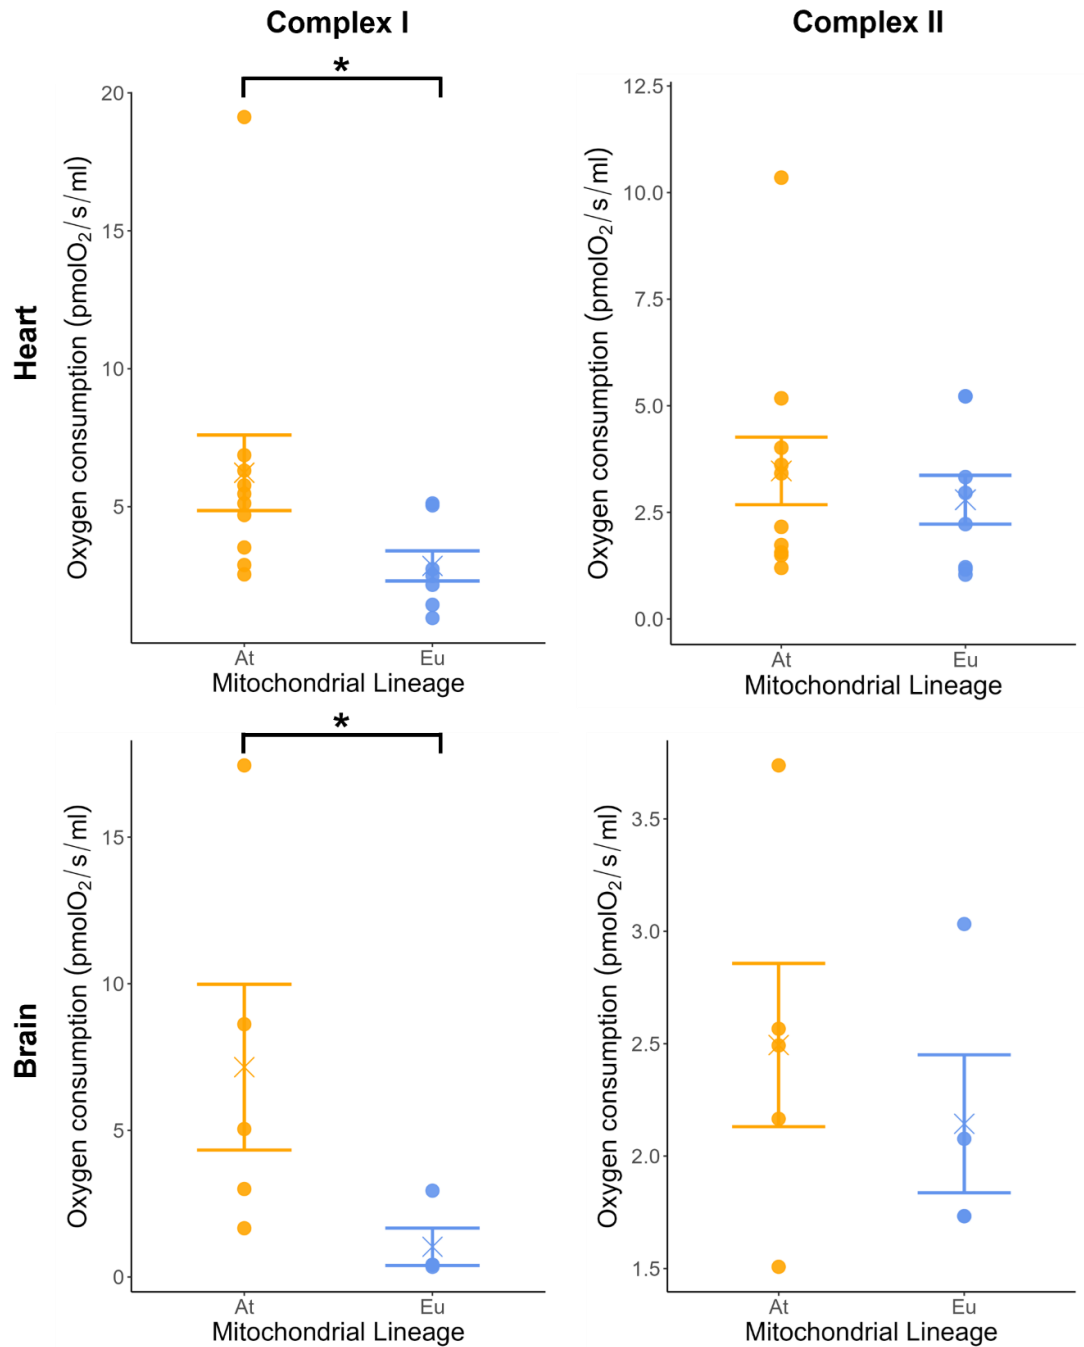 Complex I
Complex II
Heart
*
Oxygen consumption (pmolO₂/s/ml)
20
15
10
5
At
Eu
Mitochondrial Lineage
Oxygen consumption (pmolO₂/s/ml)
12.5
10.0
7.5
5.0
2.5
0.0
At
Eu
Mitochondrial Lineage
Brain
*
Oxygen consumption (pmolO₂/s/ml)
15
10
5
0
At
Eu
Mitochondrial Lineage
Oxygen consumption (pmolO₂/s/ml)
3.5
3.0
2.5
2.0
1.5
At
Eu
Mitochondrial Lineage